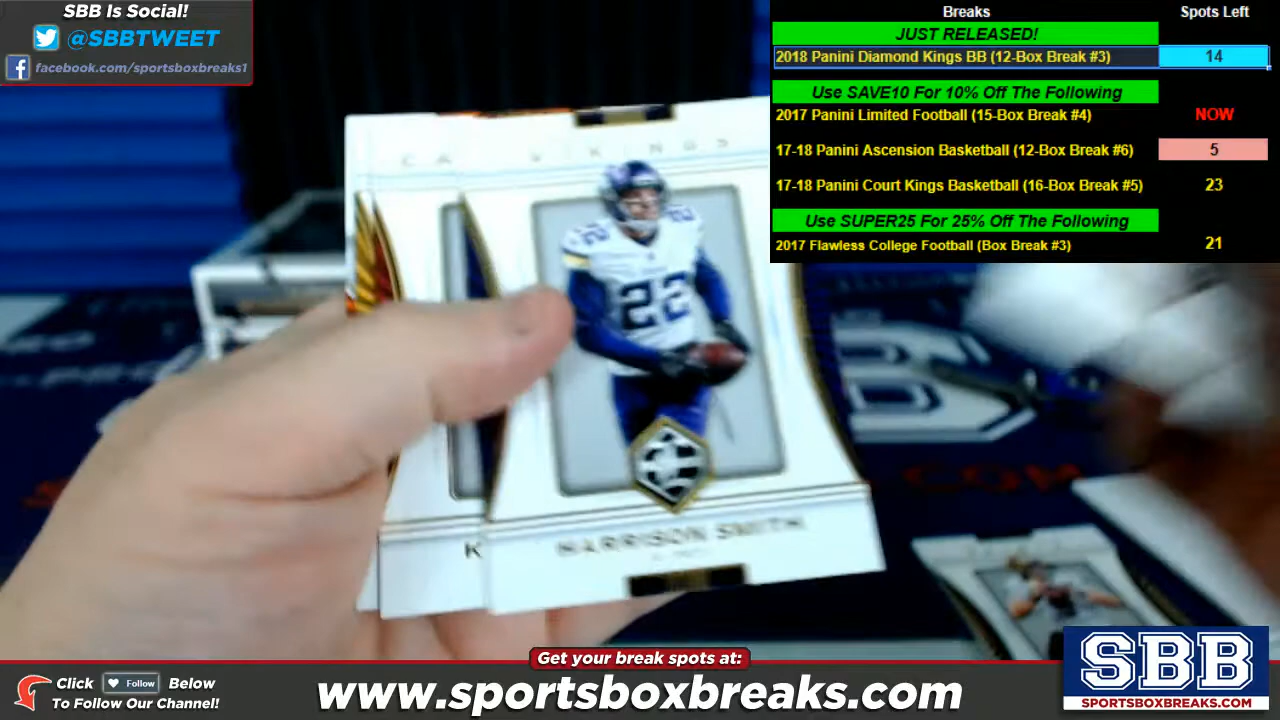 SBB Is Social!
@SBBTWEET
facebook.com/sportsboxbreaks1
Breaks Spots Left
JUST RELEASED!
2018 Panini Diamond Kings BB (12-Box Break #3) 14
Use SAVE10 For 10% Off The Following
2017 Panini Limited Football (15-Box Break #4) NOW
17-18 Panini Ascension Basketball (12-Box Break #6) 5
17-18 Panini Court Kings Basketball (16-Box Break #5) 23
Use SUPER25 For 25% Off The Following
2017 Flawless College Football (Box Break #3) 21
VIKINGS
22
22
K
HARRISON SMITH
Get your break spots at:
Click Follow Below
To Follow Our Channel!
www.sportsboxbreaks.com
SBB
SPORTSBOXBREAKS.COM